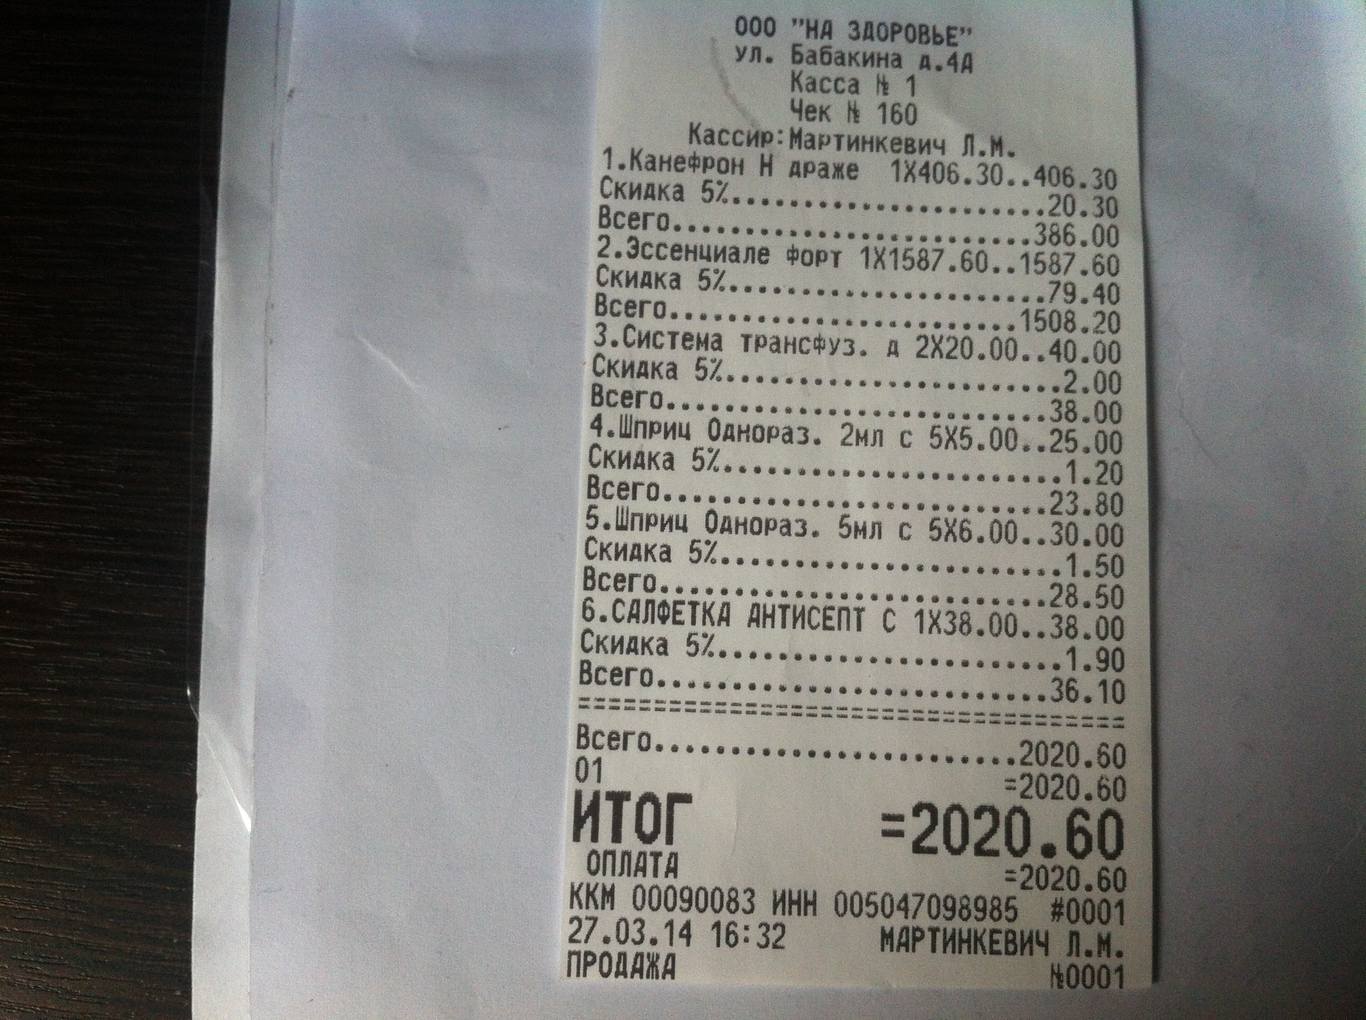 ООО "НА ЗДОРОВЬЕ"
ул. Бабакина д.4А
Касса № 1
Чек № 160
Кассир:Мартинкевич Л.М.
1.Канефрон Н драже 1X406.30..406.30
Скидка 5%......................20.30
Всего.........................386.00
2.Эссенциале форт 1X1587.60..1587.60
Скидка 5%......................79.40
Всего........................1508.20
3.Система трансфуз. д 2X20.00..40.00
Скидка 5%.......................2.00
Всего..........................38.00
4.Шприц Однораз. 2мл с 5X5.00..25.00
Скидка 5%.......................1.20
Всего..........................23.80
5.Шприц Однораз. 5мл с 5X6.00..30.00
Скидка 5%.......................1.50
Всего..........................28.50
6.САЛФЕТКА АНТИСЕПТ С 1X38.00..38.00
Скидка 5%.......................1.90
Всего..........................36.10
====================================
Всего........................2020.60
01 =2020.60
ИТОГ =2020.60
ОПЛАТА =2020.60
ККМ 00090083 ИНН 005047098985 #0001
27.03.14 16:32 МАРТИНКЕВИЧ Л.М.
ПРОДАЖА №0001